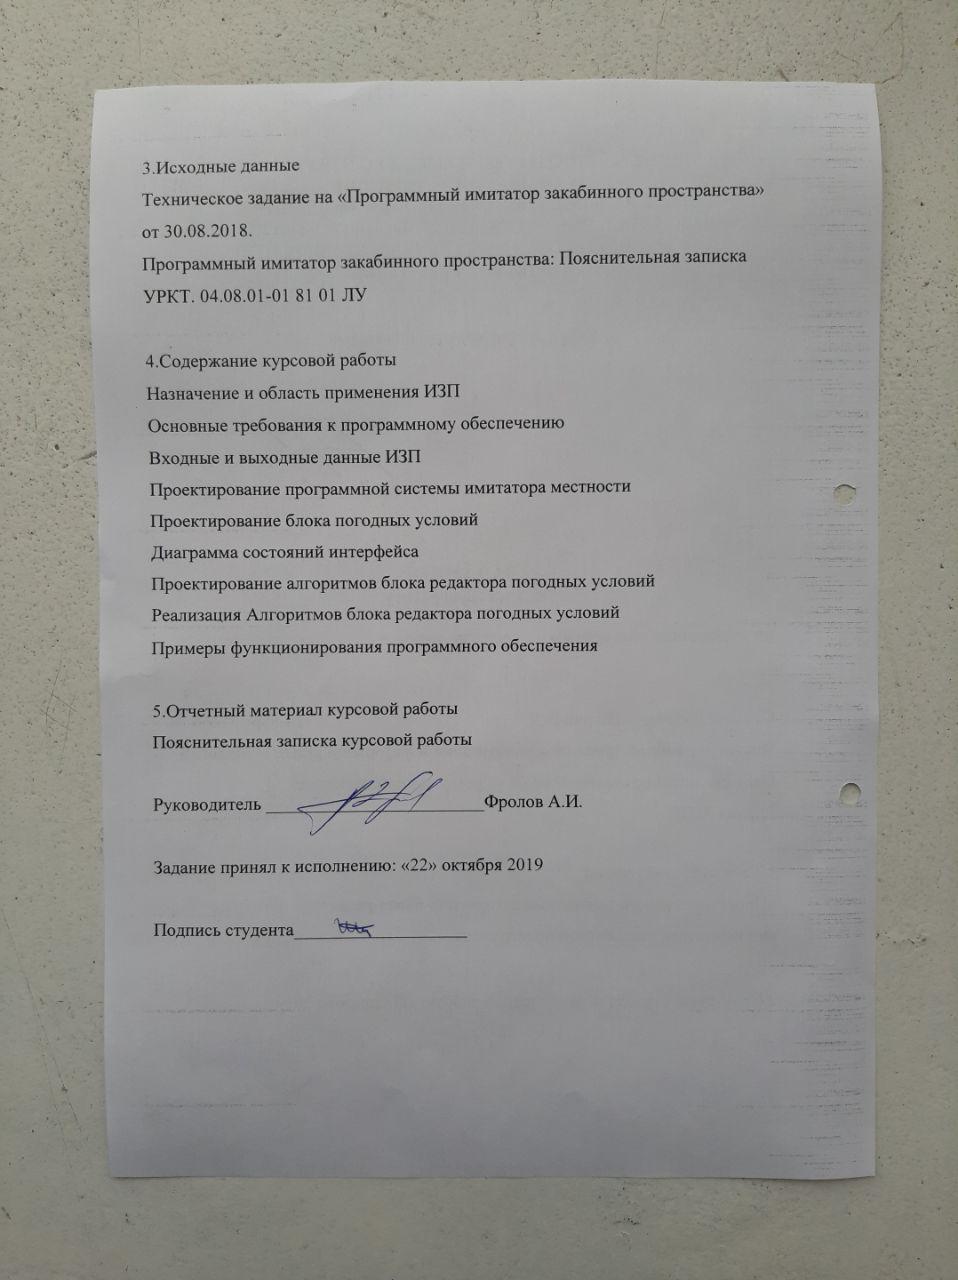 3.Исходные данные
Техническое задание на «Программный имитатор закабинного пространства»
от 30.08.2018.
Программный имитатор закабинного пространства: Пояснительная записка
УРКТ. 04.08.01-01 81 01 ЛУ
4.Содержание курсовой работы
Назначение и область применения ИЗП
Основные требования к программному обеспечению
Входные и выходные данные ИЗП
Проектирование программной системы имитатора местности
Проектирование блока погодных условий
Диаграмма состояний интерфейса
Проектирование алгоритмов блока редактора погодных условий
Реализация Алгоритмов блока редактора погодных условий
Примеры функционирования программного обеспечения
5.Отчетный материал курсовой работы
Пояснительная записка курсовой работы
Руководитель ________________________Фролов А.И.
Задание принял к исполнению: «22» октября 2019
Подпись студента___________________